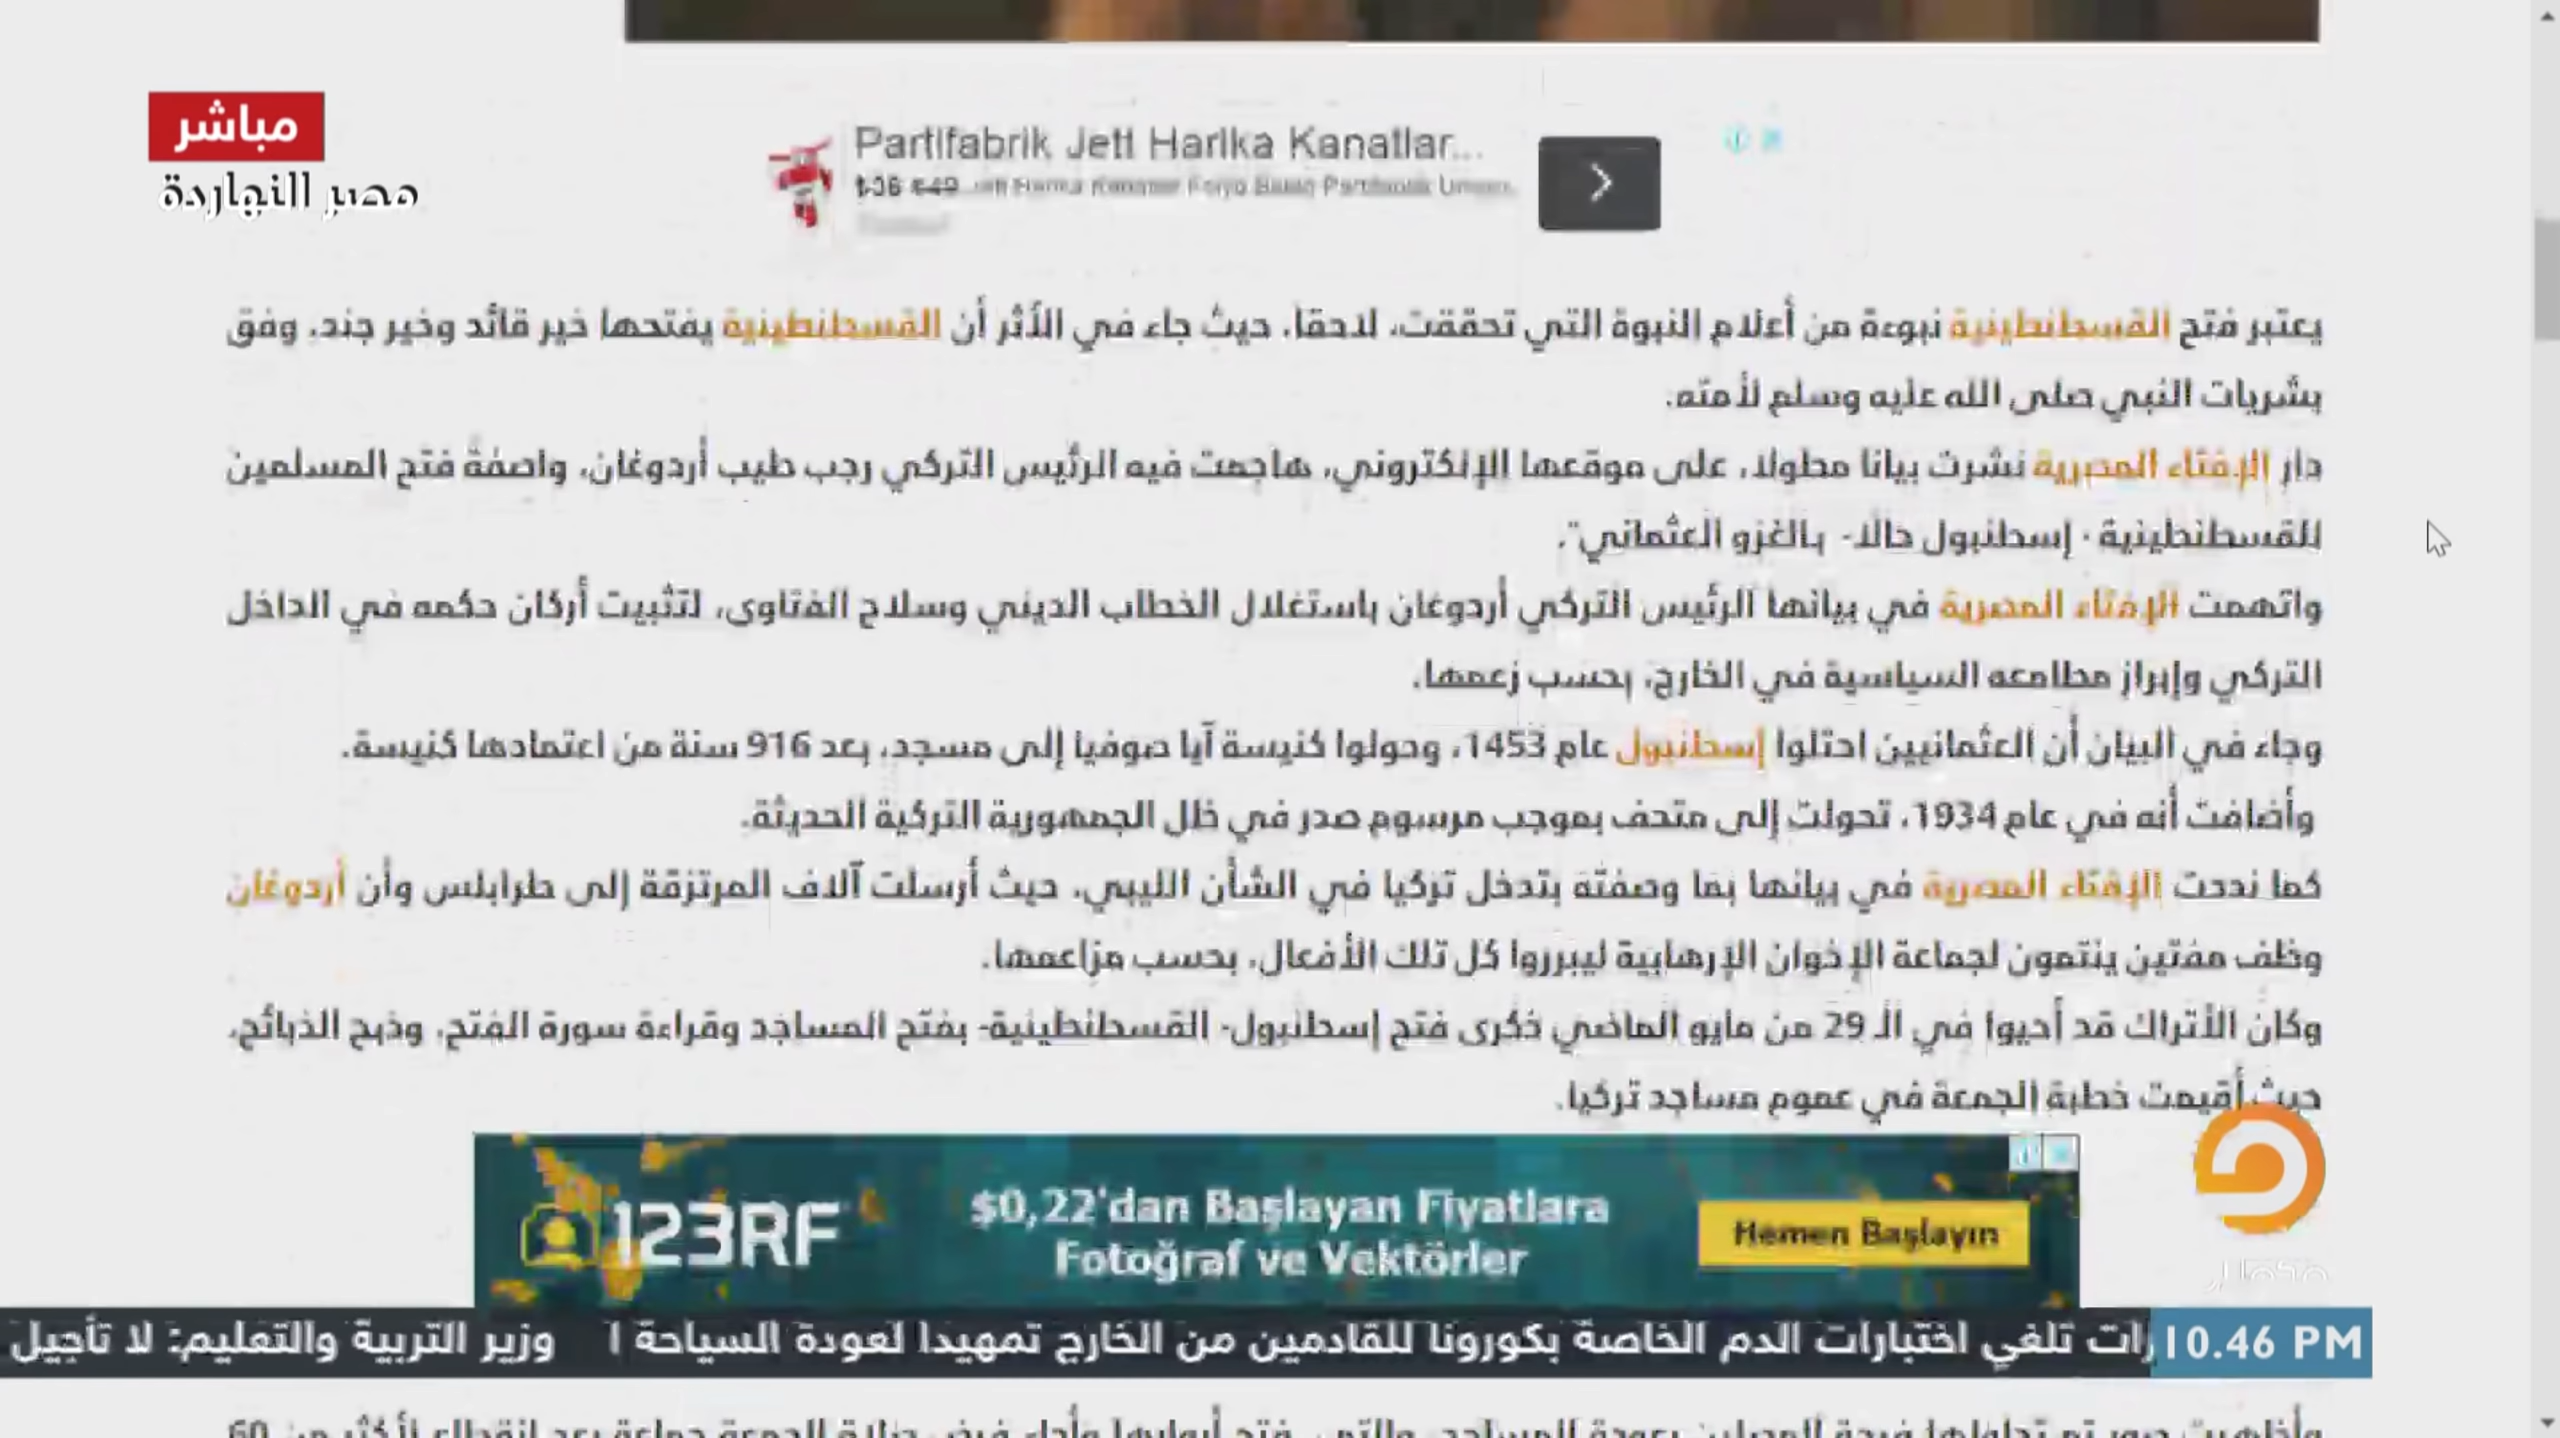 مباشر
مصر النهاردة
Partifabrik Jett Harika Kanatlar...
يعتبر فتح القسطنطينية نبوءة من أعلام النبوة التي تحققت، لاحقا، حيث جاء في الأثر أن القسطنطينية يفتحها خير قائد وخير جند، وفق
بشريات النبي صلى الله عليه وسلم لأمته.
دار الإفتاء المصرية نشرت بيانا مطولا، على موقعها الإلكتروني، هاجمت فيه الرئيس التركي رجب طيب أردوغان، واصفة فتح المسلمين
للقسطنطينية - إسطنبول حالا- بالغزو العثماني".
واتهمت الإفتاء المصرية في بيانها الرئيس التركي أردوغان باستغلال الخطاب الديني وسلاح الفتاوى، لتثبيت أركان حكمه في الداخل
التركي وإبراز مطامعه السياسية في الخارج، بحسب زعمها.
وجاء في البيان أن العثمانيين احتلوا إسطنبول عام 1453، وحولوا كنيسة آيا صوفيا إلى مسجد، بعد 916 سنة من اعتمادها كنيسة.
وأضافت أنه في عام 1934، تحولت إلى متحف بموجب مرسوم صدر في ظل الجمهورية التركية الحديثة.
كما نددت الإفتاء المصرية في بيانها بما وصفته بتدخل تركيا في الشأن الليبي، حيث أرسلت آلاف المرتزقة إلى طرابلس وأن أردوغان
وظف مفتين ينتمون لجماعة الإخوان الإرهابية ليبرروا كل تلك الأفعال، بحسب مزاعمها.
وكان الأتراك قد أحيوا في الـ 29 من مايو الماضي ذكرى فتح إسطنبول- القسطنطينية- بفتح المساجد وقراءة سورة الفتح، وذبح الذبائح،
حيث أقيمت خطبة الجمعة في عموم مساجد تركيا.
123RF
$0,22'dan Başlayan Fiyatlara
Fotoğraf ve Vektörler
Hemen Başlayın
رات تلغي اختبارات الدم الخاصة بكورونا للقادمين من الخارج تمهيدا لعودة السياحة | وزير التربية والتعليم: لا تأجيل
10.46 PM